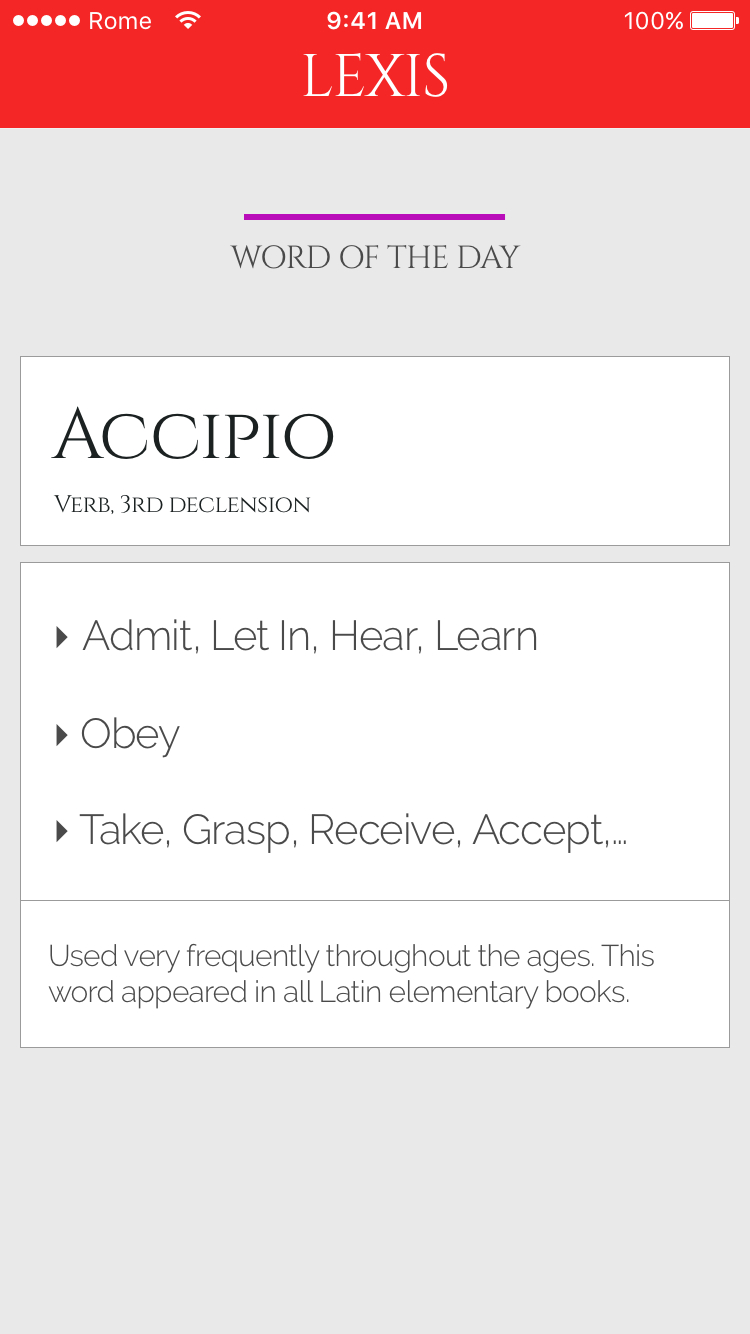 Rome 9:41 AM 100%
LEXIS
WORD OF THE DAY
Accipio
Verb, 3rd declension
Admit, Let In, Hear, Learn
Obey
Take, Grasp, Receive, Accept,...
Used very frequently throughout the ages. This
word appeared in all Latin elementary books.